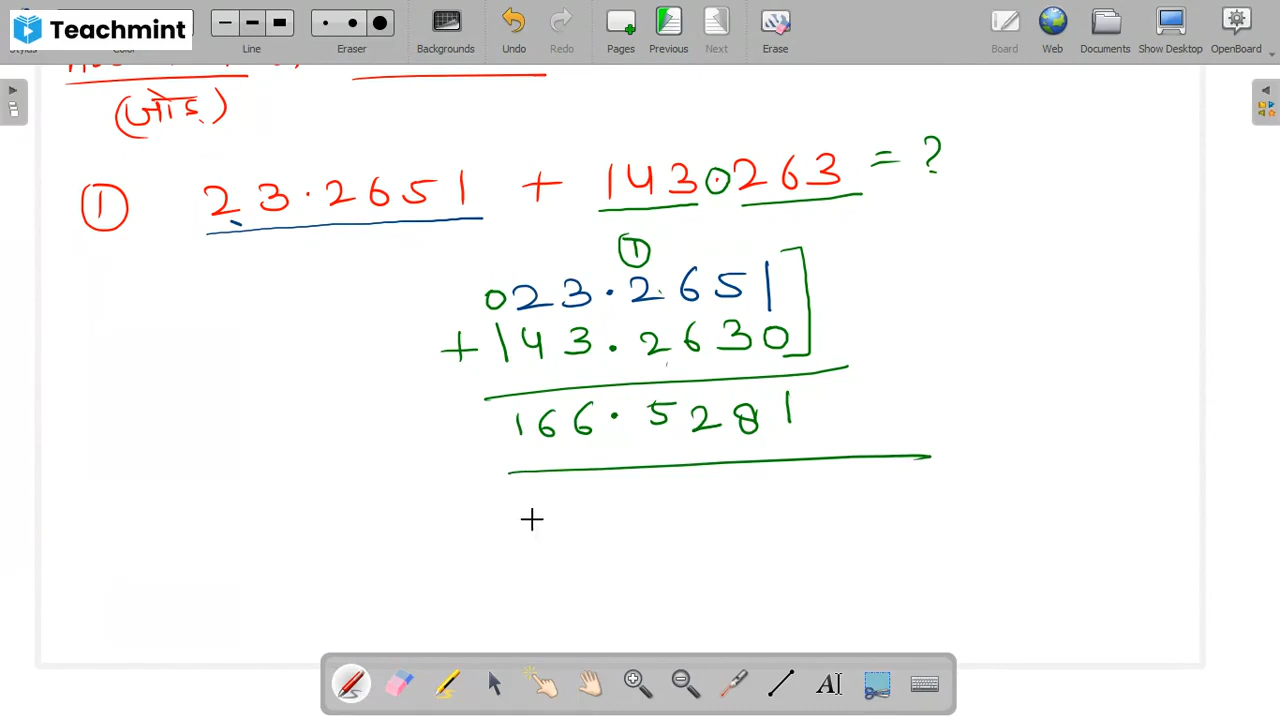 Teachmint
Line Eraser Backgrounds Undo Redo Pages Previous Next Erase Board Web Documents Show Desktop OpenBoard
(जोड़)
① 23.2651 + 143.263 = ?
①
023.2651
+143.2630
166.5281